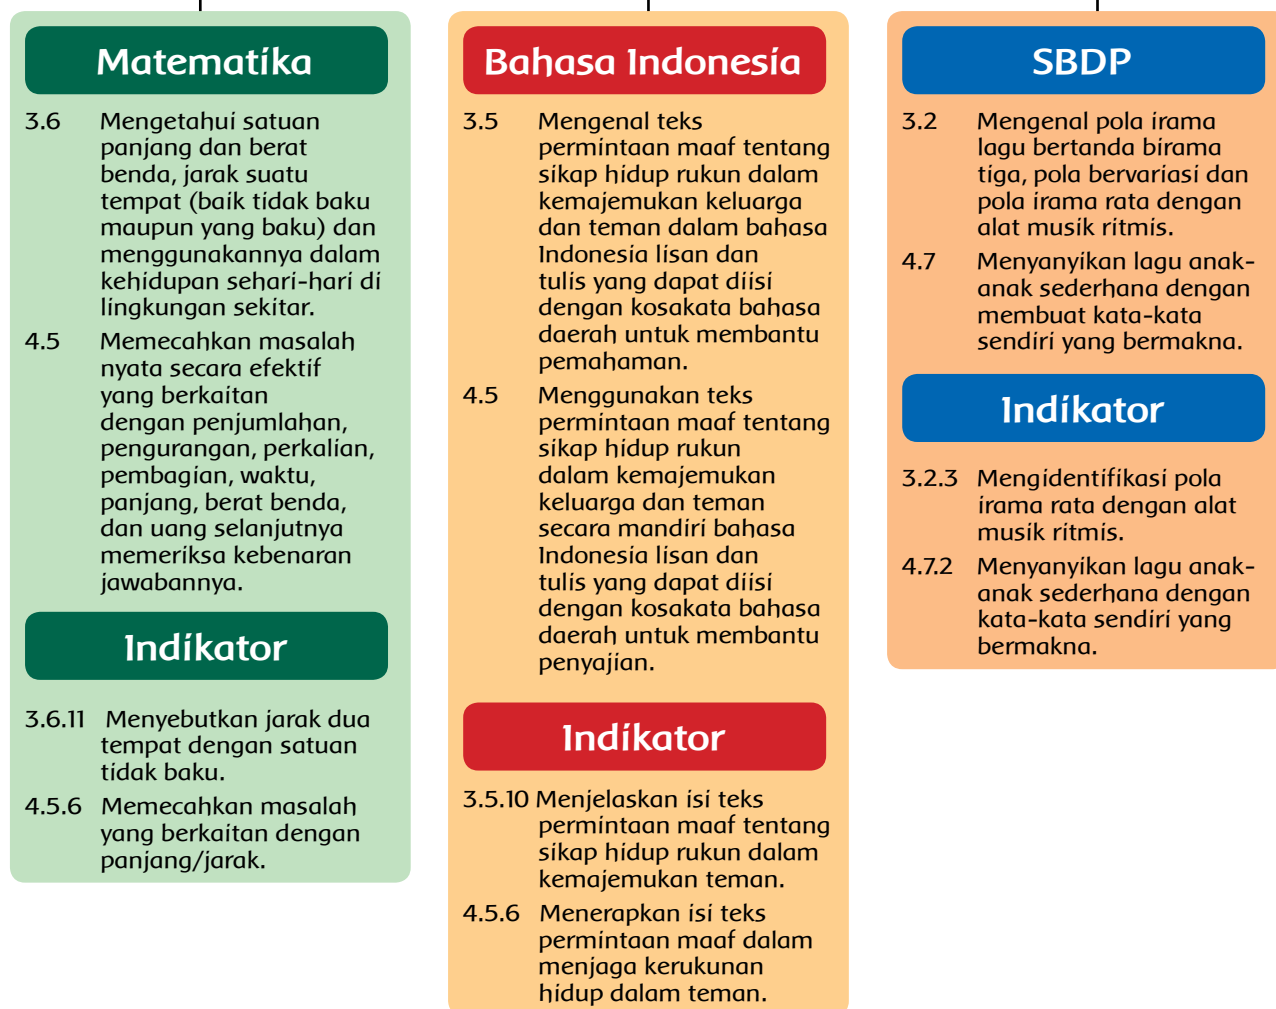 Matematika
3.6 Mengetahui satuan
panjang dan berat
benda, jarak suatu
tempat (baik tidak baku
maupun yang baku) dan
menggunakannya dalam
kehidupan sehari-hari di
lingkungan sekitar.
4.5 Memecahkan masalah
nyata secara efektif
yang berkaitan
dengan penjumlahan,
pengurangan, perkalian,
pembagian, waktu,
panjang, berat benda,
dan uang selanjutnya
memeriksa kebenaran
jawabannya.
Indikator
3.6.11 Menyebutkan jarak dua
tempat dengan satuan
tidak baku.
4.5.6 Memecahkan masalah
yang berkaitan dengan
panjang/jarak.
Bahasa Indonesia
3.5 Mengenal teks
permintaan maaf tentang
sikap hidup rukun dalam
kemajemukan keluarga
dan teman dalam bahasa
Indonesia lisan dan
tulis yang dapat diisi
dengan kosakata bahasa
daerah untuk membantu
pemahaman.
4.5 Menggunakan teks
permintaan maaf tentang
sikap hidup rukun
dalam kemajemukan
keluarga dan teman
secara mandiri bahasa
Indonesia lisan dan
tulis yang dapat diisi
dengan kosakata bahasa
daerah untuk membantu
penyajian.
Indikator
3.5.10 Menjelaskan isi teks
permintaan maaf tentang
sikap hidup rukun dalam
kemajemukan teman.
4.5.6 Menerapkan isi teks
permintaan maaf dalam
menjaga kerukunan
hidup dalam teman.
SBDP
3.2 Mengenal pola irama
lagu bertanda birama
tiga, pola bervariasi dan
pola irama rata dengan
alat musik ritmis.
4.7 Menyanyikan lagu anak-
anak sederhana dengan
membuat kata-kata
sendiri yang bermakna.
Indikator
3.2.3 Mengidentifikasi pola
irama rata dengan alat
musik ritmis.
4.7.2 Menyanyikan lagu anak-
anak sederhana dengan
kata-kata sendiri yang
bermakna.